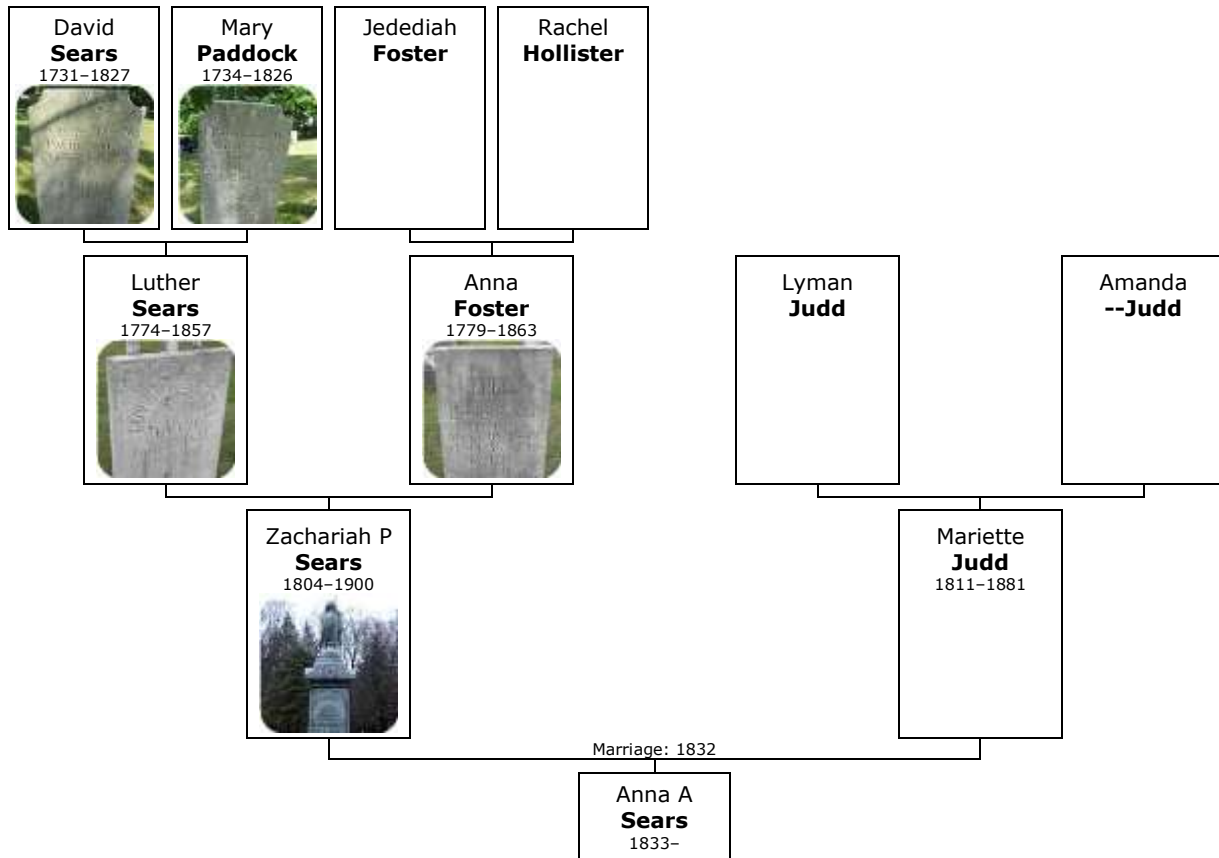 David
Sears
1731–1827
Mary
Paddock
1734–1826
Jedediah
Foster
Rachel
Hollister
Luther
Sears
1774–1857
Anna
Foster
1779–1863
Lyman
Judd
Amanda
--Judd
Zachariah P
Sears
1804–1900
Mariette
Judd
1811–1881
Marriage: 1832
Anna A
Sears
1833–